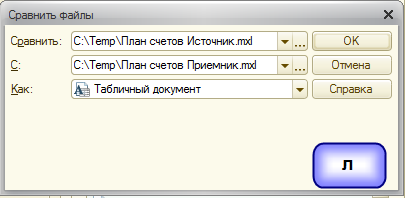 Сравнить Файлы
Сравнить: C:\Temp\План счетов Источник.mxl ... OK
С: C:\Temp\План счетов Приемник.mxl ... Отмена
Как: Табличный документ Справка
Л